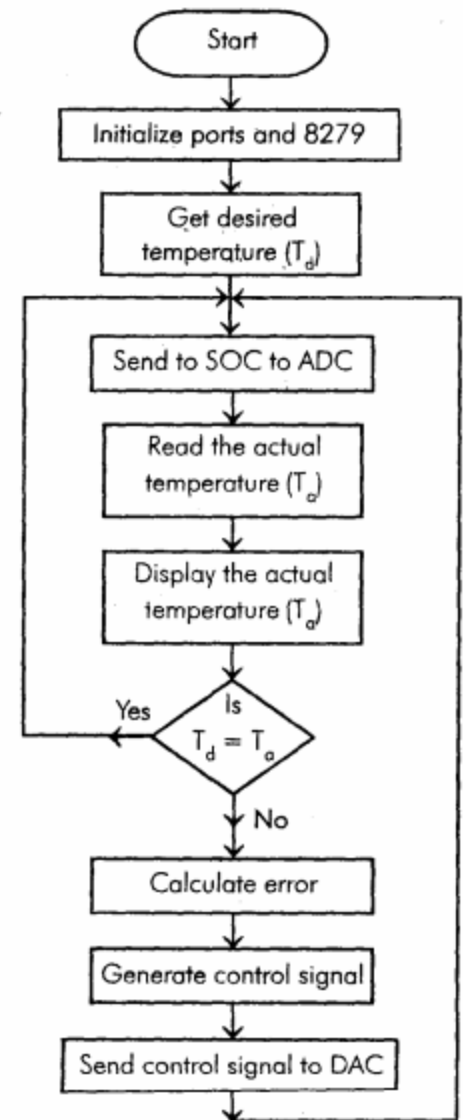 Start
Initialize ports and 8279
Get desired
temperature (T_d)
Send to SOC to ADC
Read the actual
temperature (T_a)
Display the actual
temperature (T_a)
Yes
Is
T_d = T_a
No
Calculate error
Generate control signal
Send control signal to DAC